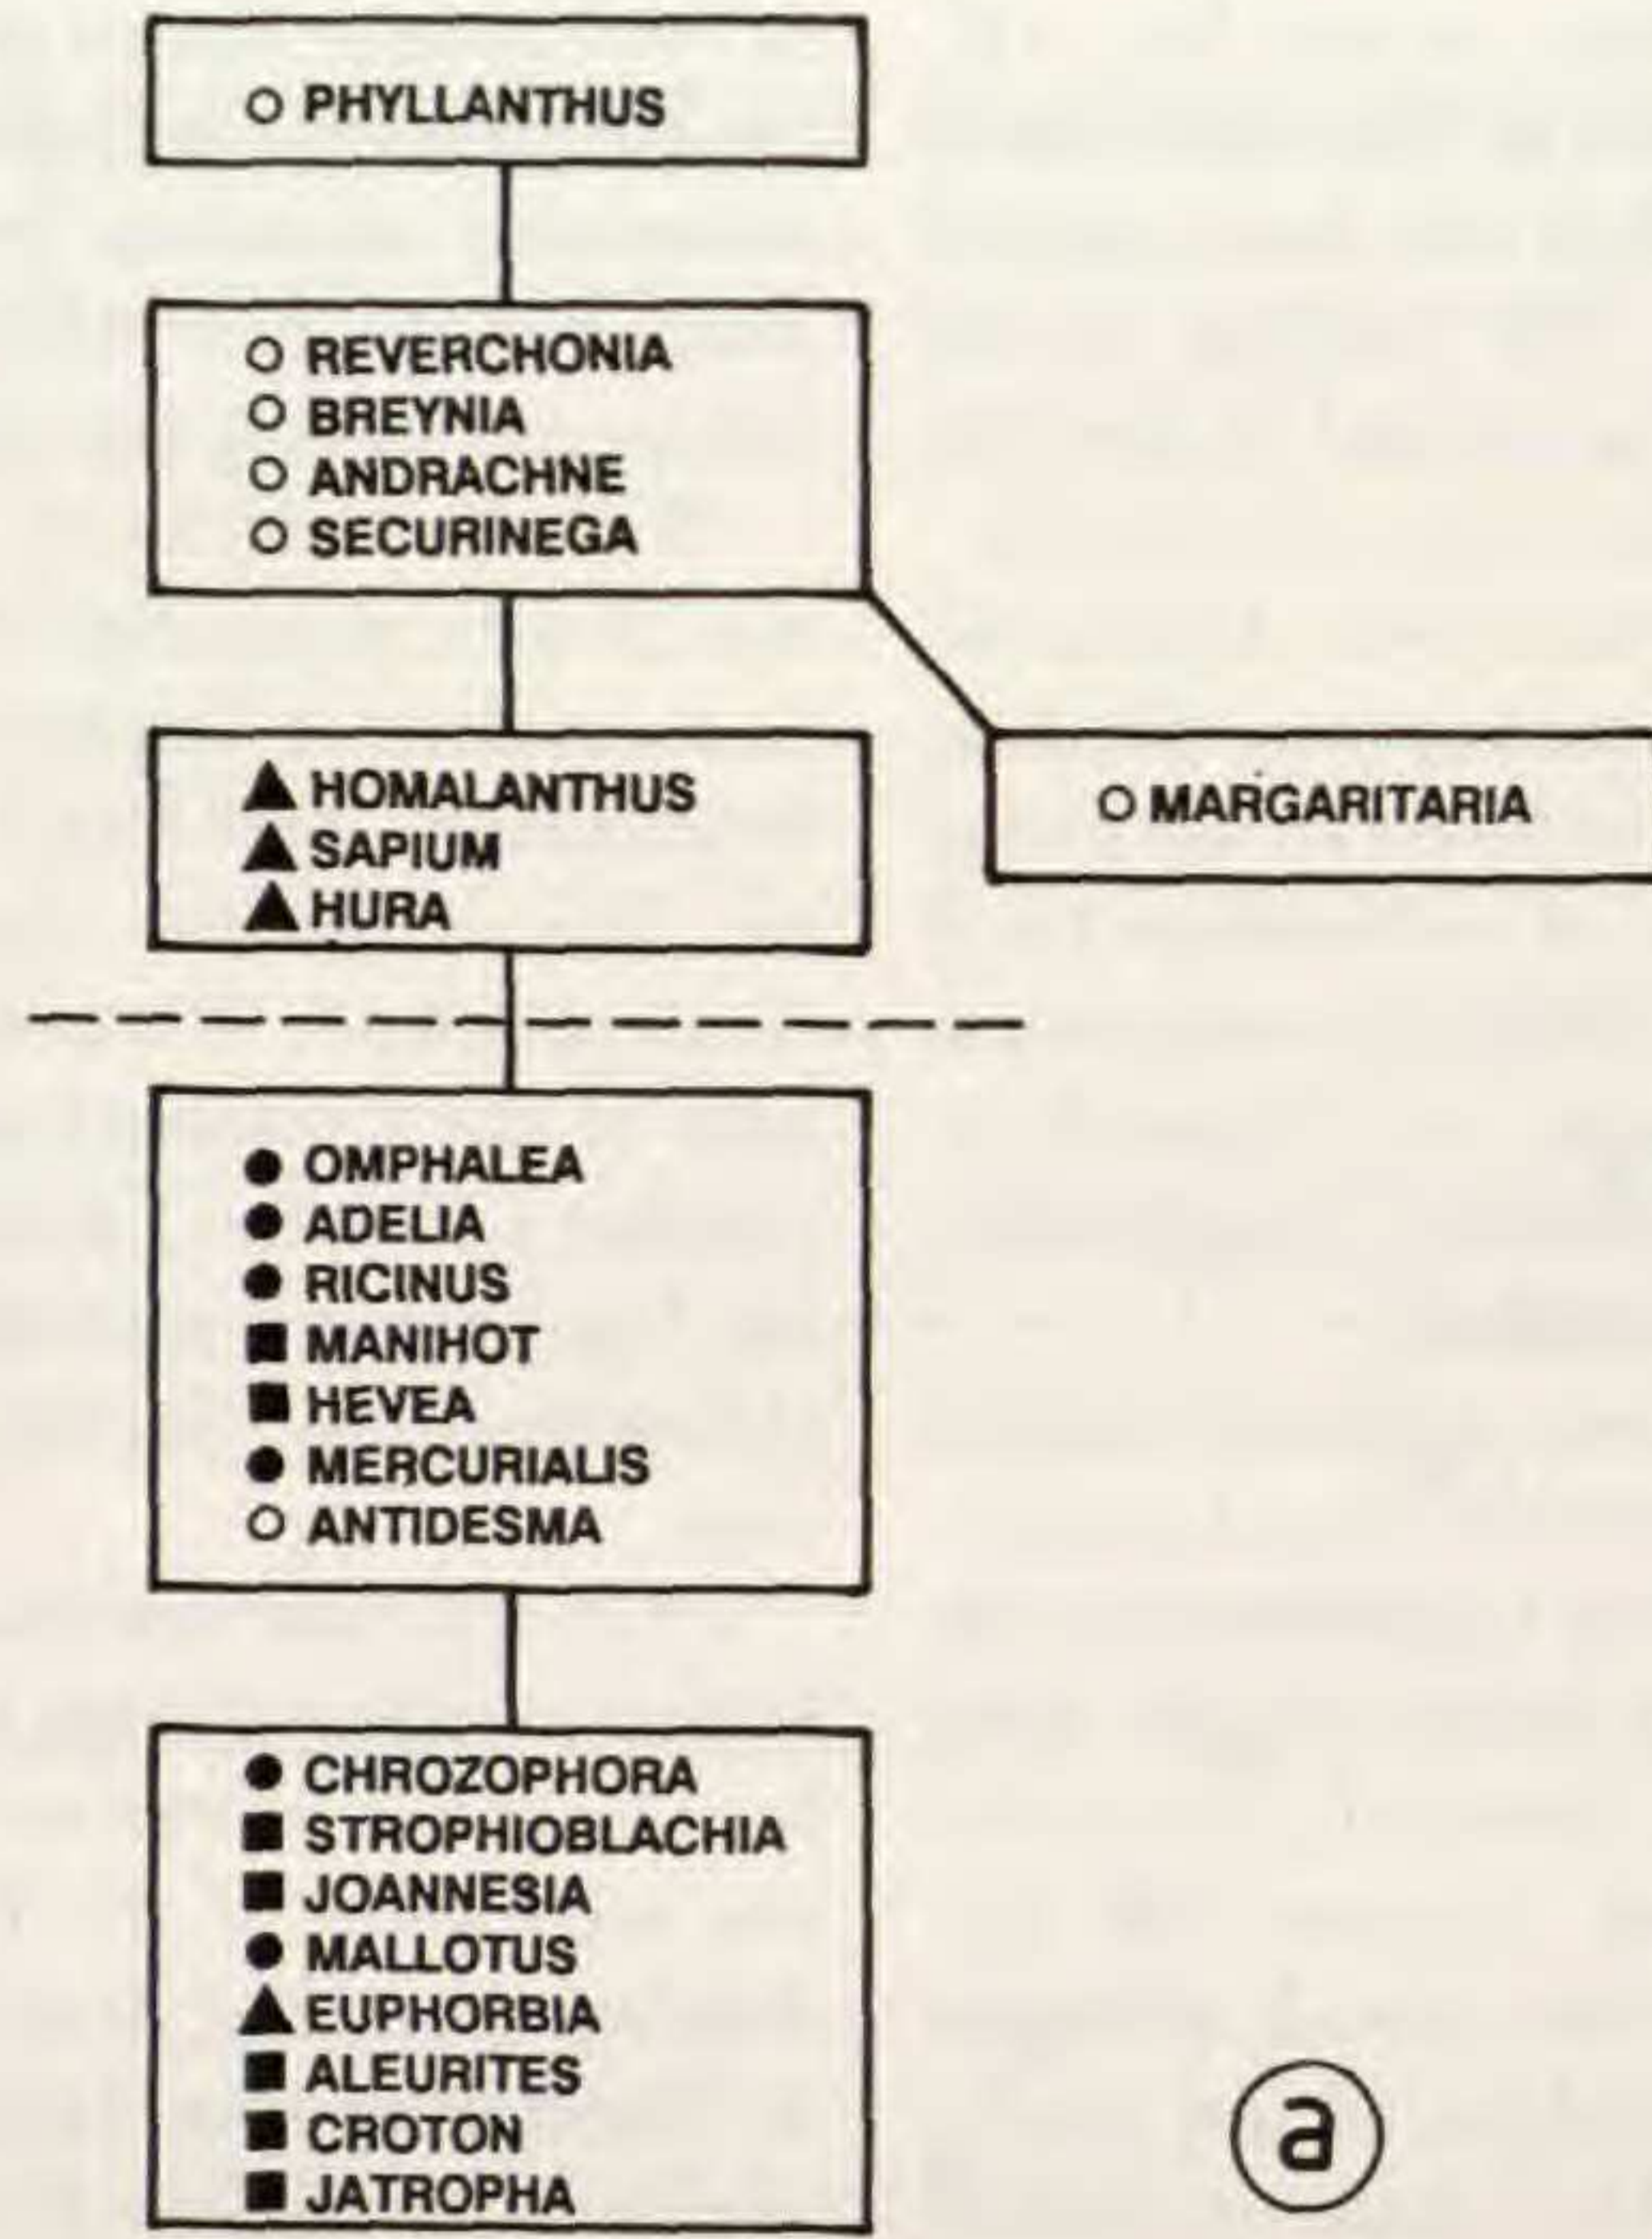 ○ PHYLLANTHUS
○ REVERCHONIA
○ BREYNIA
○ ANDRACHNE
○ SECURINEGA
▲ HOMALANTHUS
▲ SAPIUM
▲ HURA
○ MARGARITARIA
● OMPHALEA
● ADELIA
● RICINUS
■ MANIHOT
■ HEVEA
● MERCURIALIS
○ ANTIDESMA
● CHROZOPHORA
■ STROPHIOBLACHIA
■ JOANNESIA
● MALLOTUS
▲ EUPHORBIA
■ ALEURITES
■ CROTON
■ JATROPHA
a